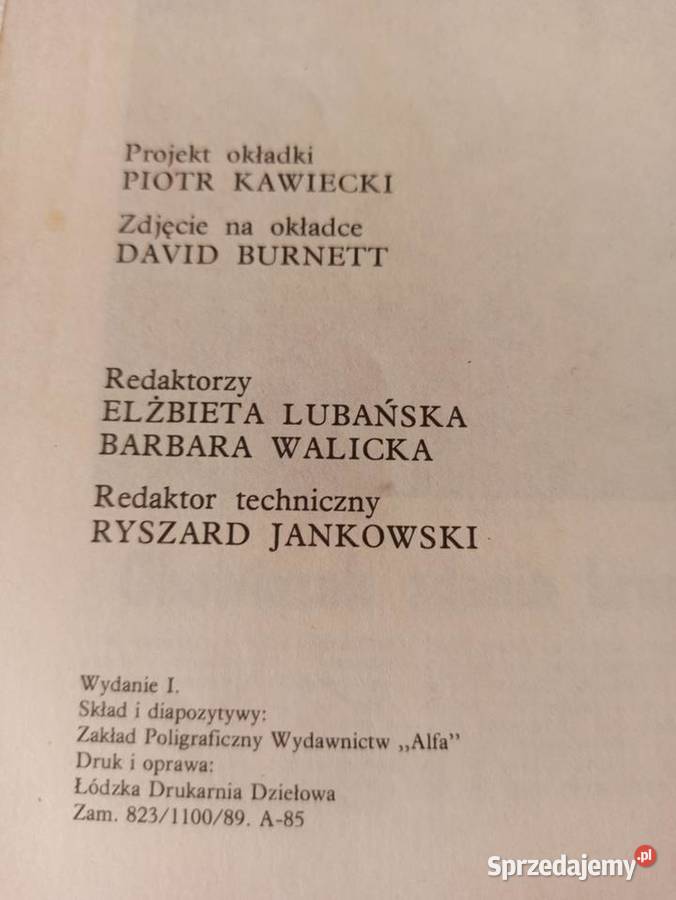 Projekt okładki
PIOTR KAWIECKI
Zdjęcie na okładce
DAVID BURNETT
Redaktorzy
ELŻBIETA LUBAŃSKA
BARBARA WALICKA
Redaktor techniczny
RYSZARD JANKOWSKI
Wydanie I.
Skład i diapozytywy:
Zakład Poligraficzny Wydawnictw „Alfa”
Druk i oprawa:
Łódzka Drukarnia Dziełowa
Zam. 823/1100/89. A-85
Sprzedajemy.pl